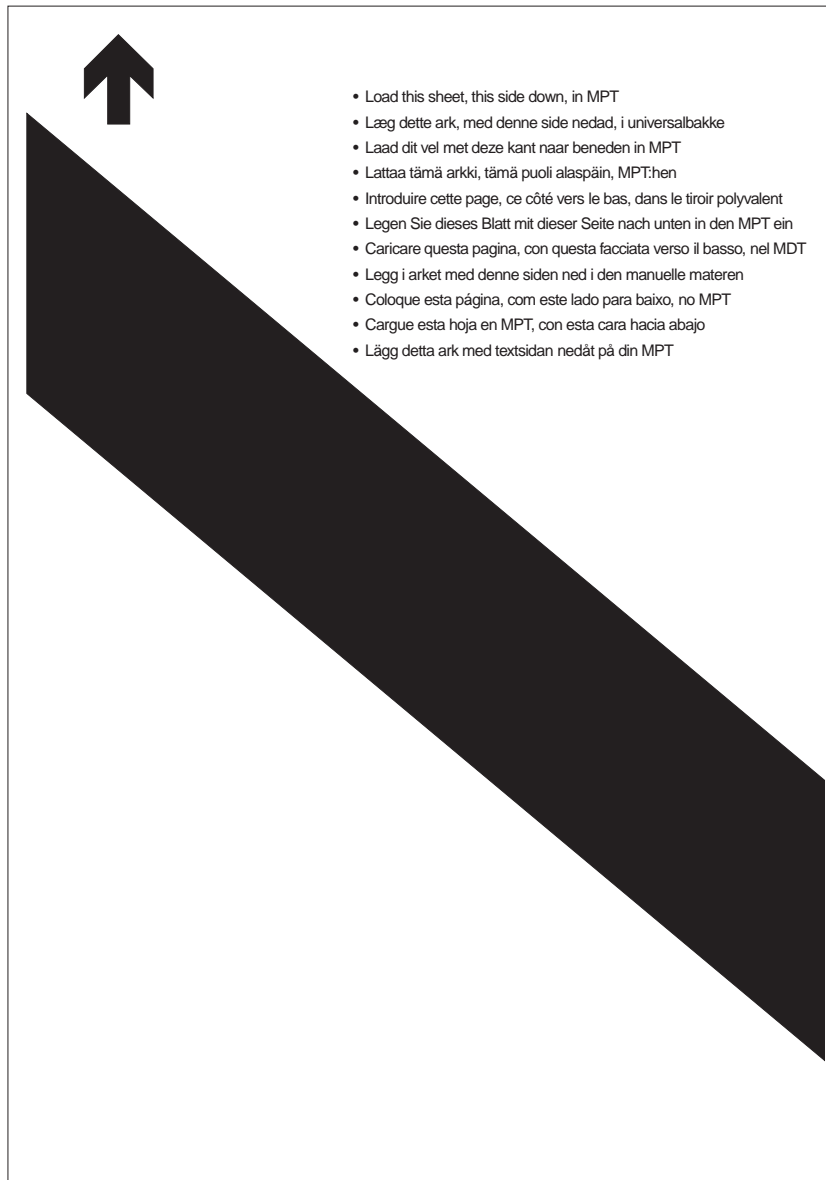 • Load this sheet, this side down, in MPT
• Læg dette ark, med denne side nedad, i universalbakke
• Laad dit vel met deze kant naar beneden in MPT
• Lattaa tämä arkki, tämä puoli alaspäin, MPT:hen
• Introduire cette page, ce côté vers le bas, dans le tiroir polyvalent
• Legen Sie dieses Blatt mit dieser Seite nach unten in den MPT ein
• Caricare questa pagina, con questa facciata verso il basso, nel MDT
• Legg i arket med denne siden ned i den manuelle materen
• Coloque esta página, com este lado para baixo, no MPT
• Cargue esta hoja en MPT, con esta cara hacia abajo
• Lägg detta ark med textsidan nedåt på din MPT